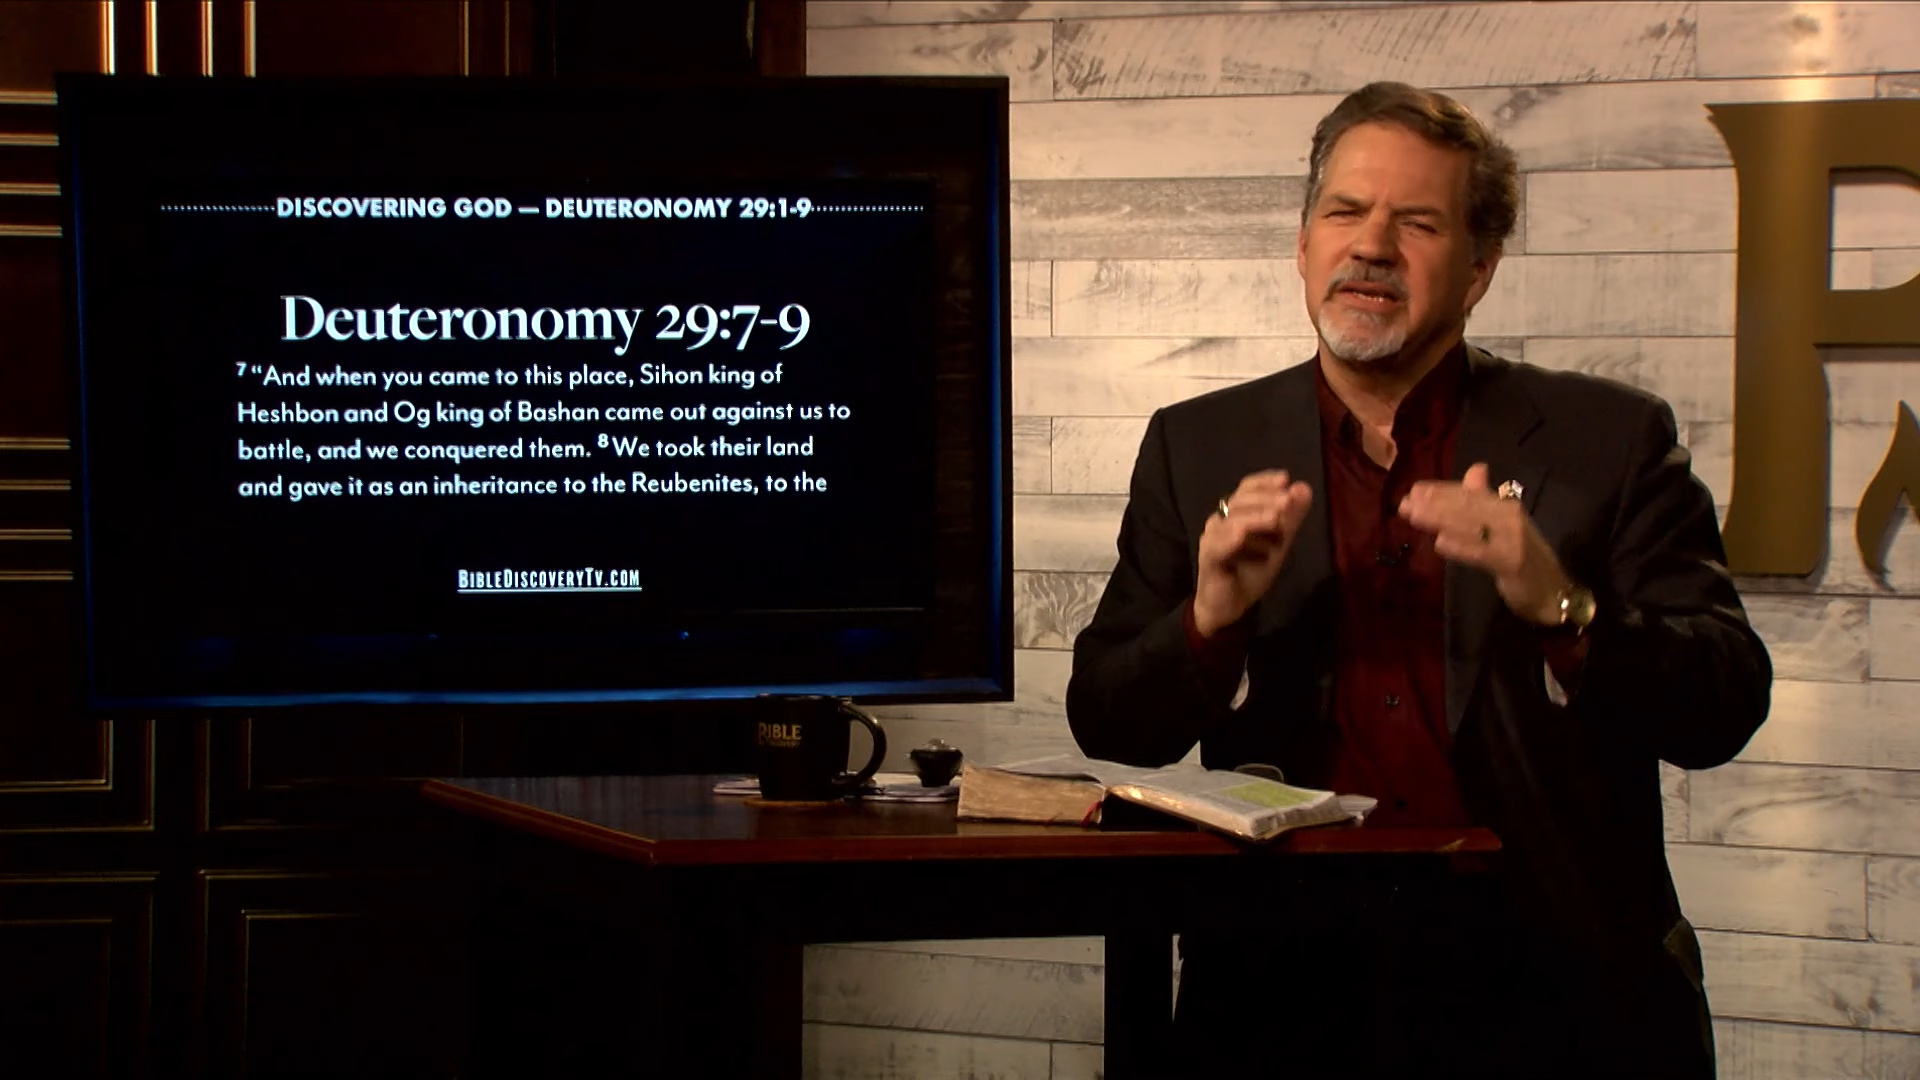 DISCOVERING GOD — DEUTERONOMY 29:1-9
Deuteronomy 29:7-9
7 “And when you came to this place, Sihon king of
Heshbon and Og king of Bashan came out against us to
battle, and we conquered them. 8 We took their land
and gave it as an inheritance to the Reubenites, to the
BIBLEDISCOVERYTV.COM
BIBLE